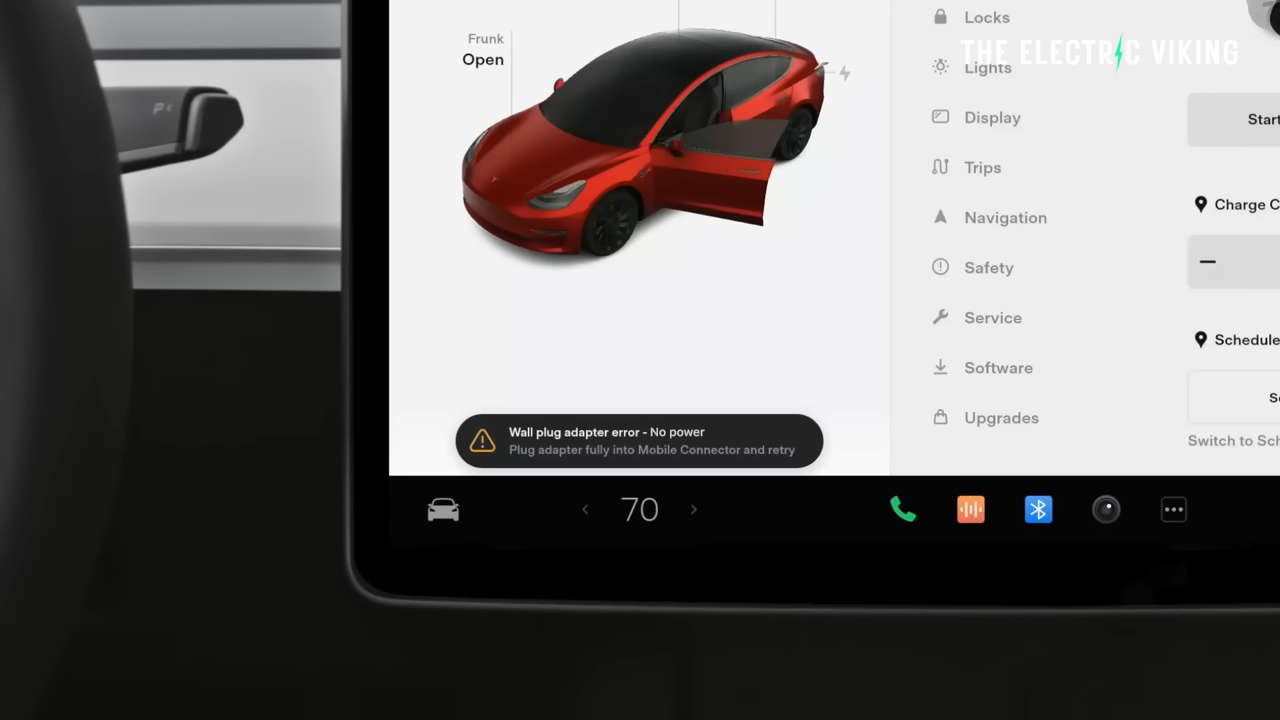 Frunk
Open
P
Locks
THE ELECTRIC VIKING
Lights
Display
Trips
Navigation
Safety
Service
Software
Upgrades
Start
Charge C
Schedule
Switch to Sch
Wall plug adapter error - No power
Plug adapter fully into Mobile Connector and retry
< 70 >